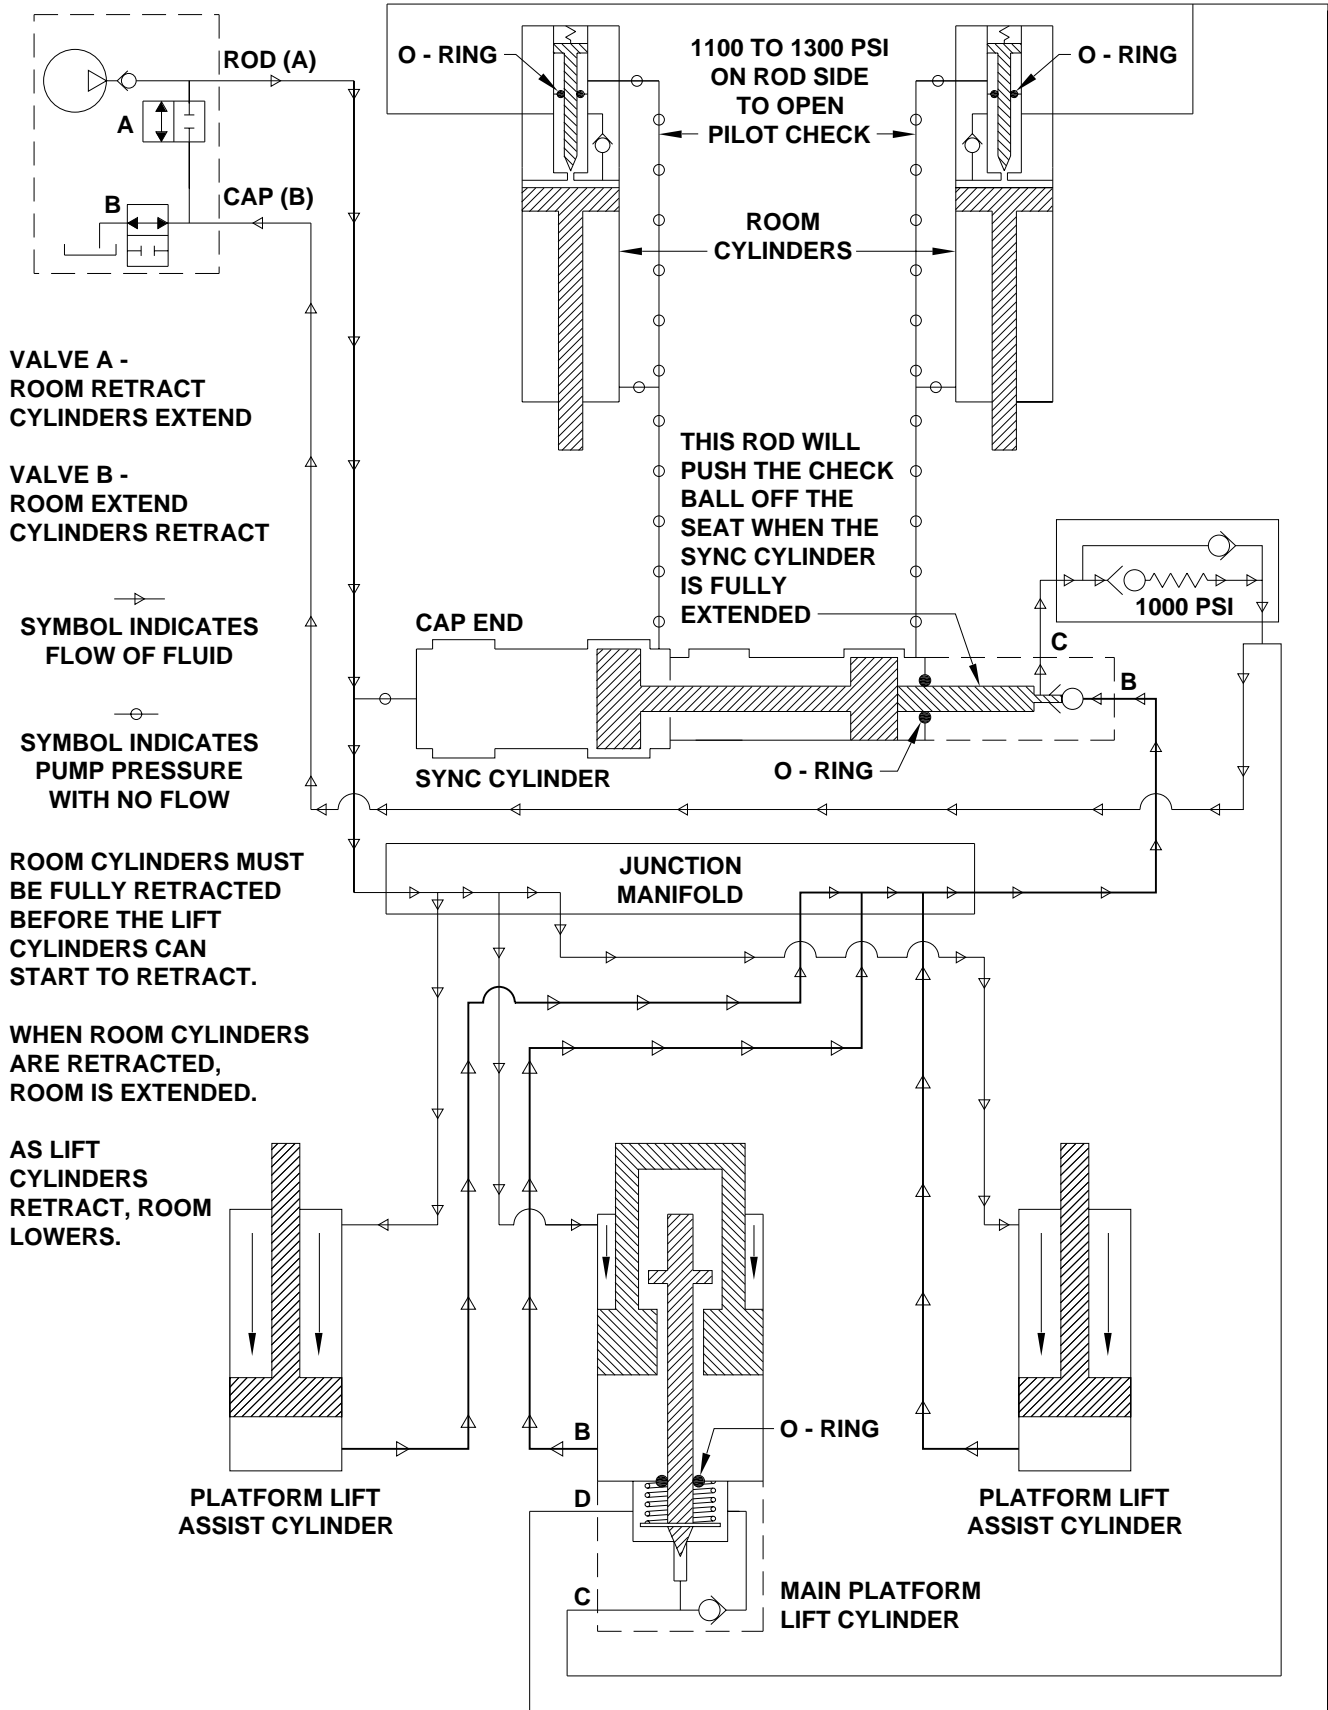 ROD (A)
A
B
CAP (B)
O - RING
1100 TO 1300 PSI
ON ROD SIDE
TO OPEN
PILOT CHECK
O - RING
ROOM
CYLINDERS
VALVE A -
ROOM RETRACT
CYLINDERS EXTEND
VALVE B -
ROOM EXTEND
CYLINDERS RETRACT
SYMBOL INDICATES
FLOW OF FLUID
SYMBOL INDICATES
PUMP PRESSURE
WITH NO FLOW
THIS ROD WILL
PUSH THE CHECK
BALL OFF THE
SEAT WHEN THE
SYNC CYLINDER
IS FULLY
EXTENDED
1000 PSI
CAP END
C
B
SYNC CYLINDER
O - RING
JUNCTION
MANIFOLD
ROOM CYLINDERS MUST
BE FULLY RETRACTED
BEFORE THE LIFT
CYLINDERS CAN
START TO RETRACT.
WHEN ROOM CYLINDERS
ARE RETRACTED,
ROOM IS EXTENDED.
AS LIFT
CYLINDERS
RETRACT, ROOM
LOWERS.
B
O - RING
D
C
PLATFORM LIFT
ASSIST CYLINDER
PLATFORM LIFT
ASSIST CYLINDER
MAIN PLATFORM
LIFT CYLINDER